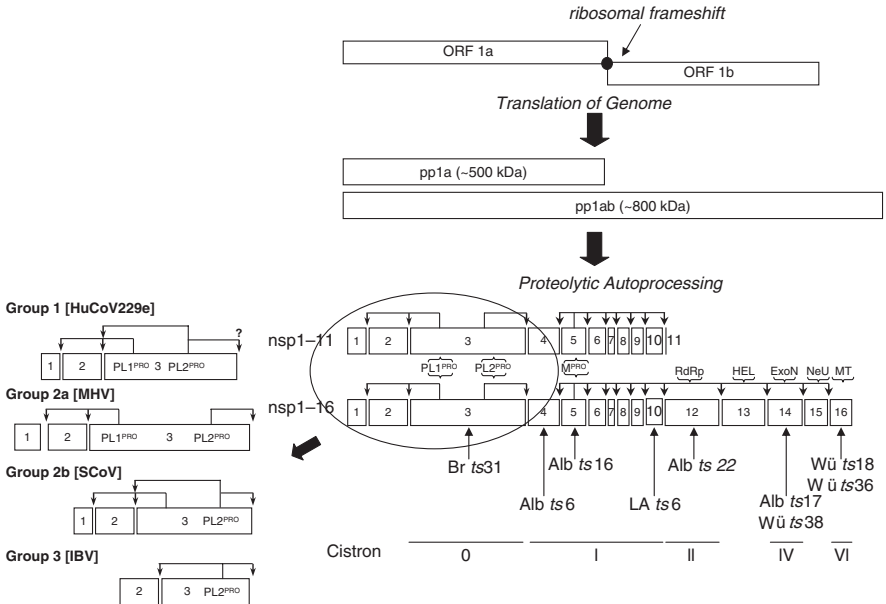 ribosomal frameshift
ORF 1a
ORF 1b
Translation of Genome
pp1a (~500 kDa)
pp1ab (~800 kDa)
Proteolytic Autoprocessing
Group 1 [HuCoV229e]
?
1 2 PL1PRO 3 PL2PRO
Group 2a [MHV]
1 2 PL1PRO 3 PL2PRO
Group 2b [SCoV]
1 2 3 PL2PRO
Group 3 [IBV]
2 3 PL2PRO
nsp1–11 1 2 3 4 5 6 7 8 9 10 11
PL1PRO PL2PRO MPRO RdRp HEL ExoN NeU MT
nsp1–16 1 2 3 4 5 6 7 8 9 10 12 13 14 15 16
Br ts31 Alb ts16 Alb ts 22 Wü ts18
Wü ts36
Alb ts6 LA ts6 Alb ts17
Wü ts38
Cistron 0 I II IV VI